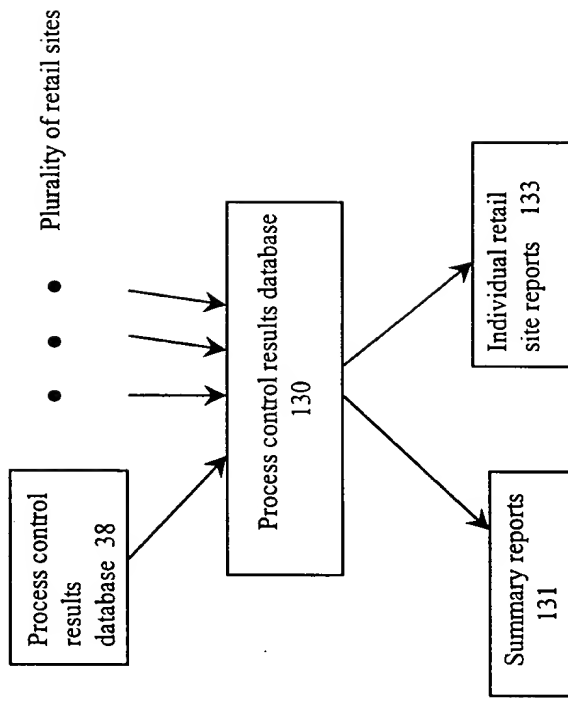 Process control
results
database 38
Plurality of retail sites
Process control results database
130
Summary reports
131
Individual retail
site reports 133